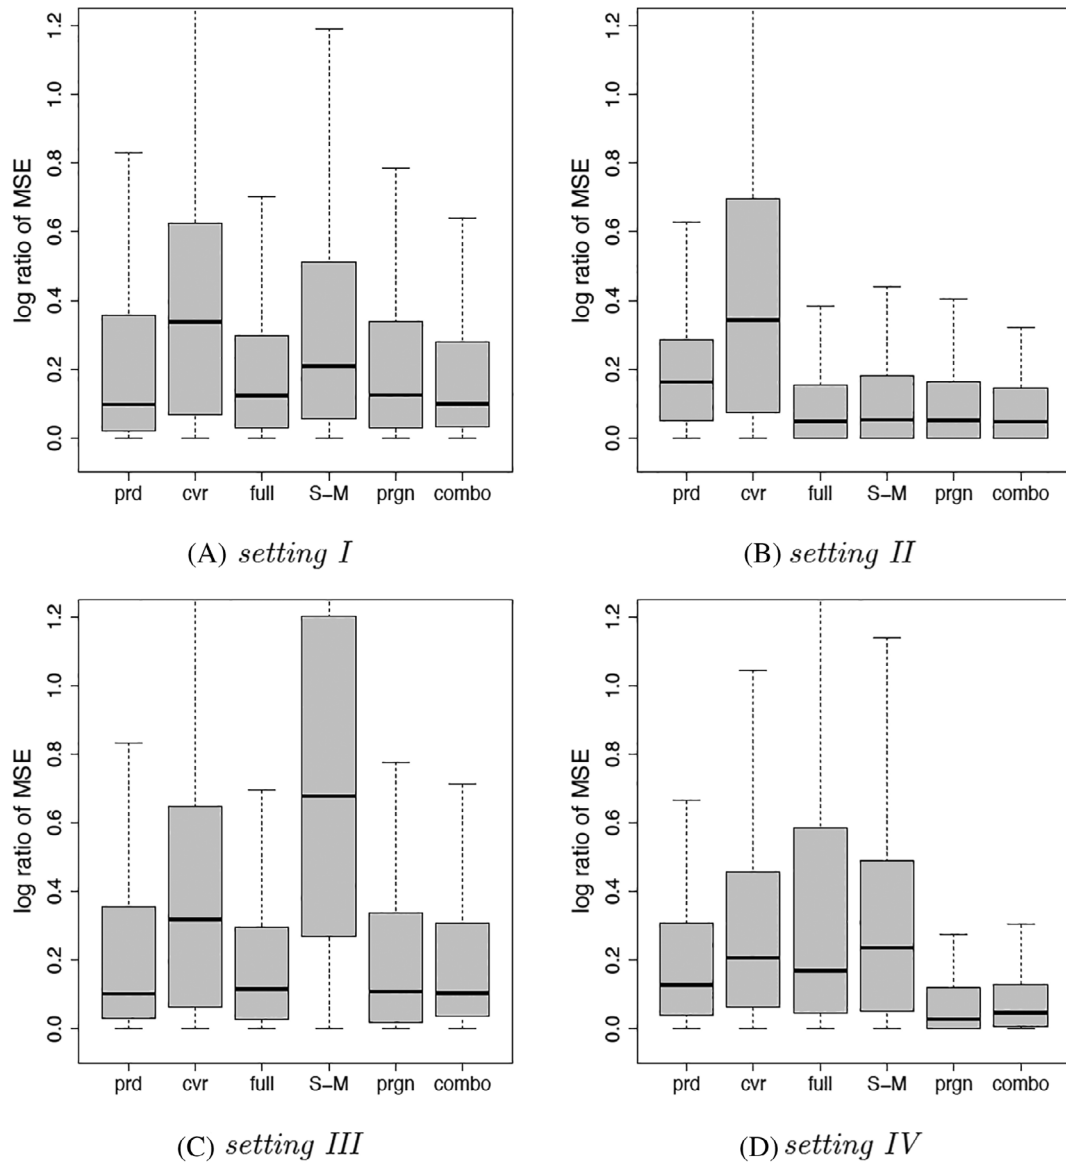 log ratio of MSE
1.2
1.0
0.8
0.6
0.4
0.2
0.0
prd cvr full S−M prgn combo
(A) setting I
log ratio of MSE
1.2
1.0
0.8
0.6
0.4
0.2
0.0
prd cvr full S−M prgn combo
(B) setting II
log ratio of MSE
1.2
1.0
0.8
0.6
0.4
0.2
0.0
prd cvr full S−M prgn combo
(C) setting III
log ratio of MSE
1.2
1.0
0.8
0.6
0.4
0.2
0.0
prd cvr full S−M prgn combo
(D) setting IV